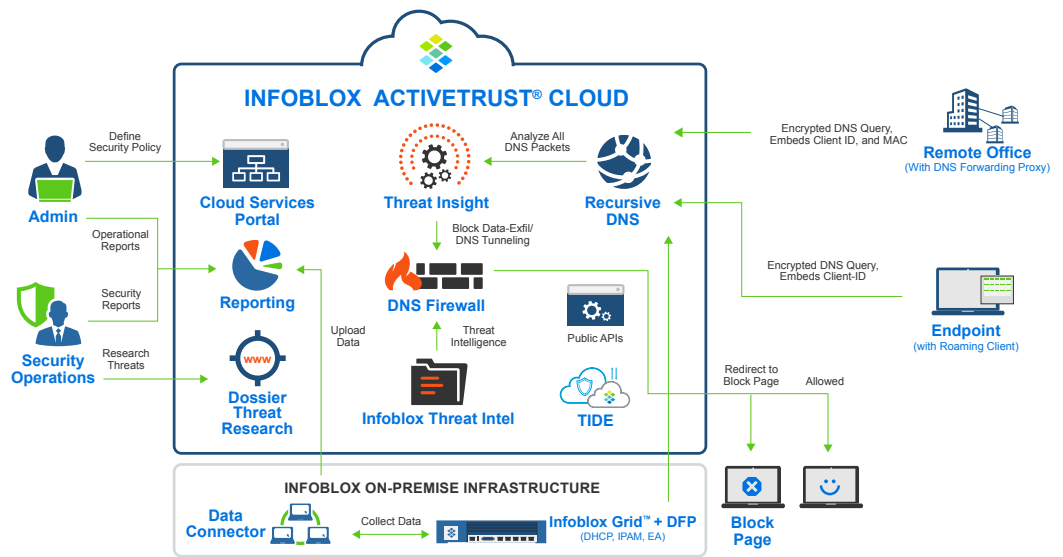 INFOBLOX ACTIVETRUST® CLOUD
Define
Security Policy
Admin
Operational
Reports
Security
Reports
Security
Operations
Research
Threats
Cloud Services
Portal
Reporting
WWW
Dossier
Threat
Research
Upload
Data
Threat Insight
Analyze All
DNS Packets
Recursive
DNS
Block Data-Exfil/
DNS Tunneling
DNS Firewall
Threat
Intelligence
Infoblox Threat Intel
Public APIs
TIDE
Encrypted DNS Query,
Embeds Client ID, and MAC
Remote Office
(With DNS Forwarding Proxy)
Encrypted DNS Query,
Embeds Client-ID
Endpoint
(with Roaming Client)
Redirect to
Block Page
Allowed
Block
Page
INFOBLOX ON-PREMISE INFRASTRUCTURE
Data
Connector
Collect Data
Infoblox Grid™ + DFP
(DHCP, IPAM, EA)